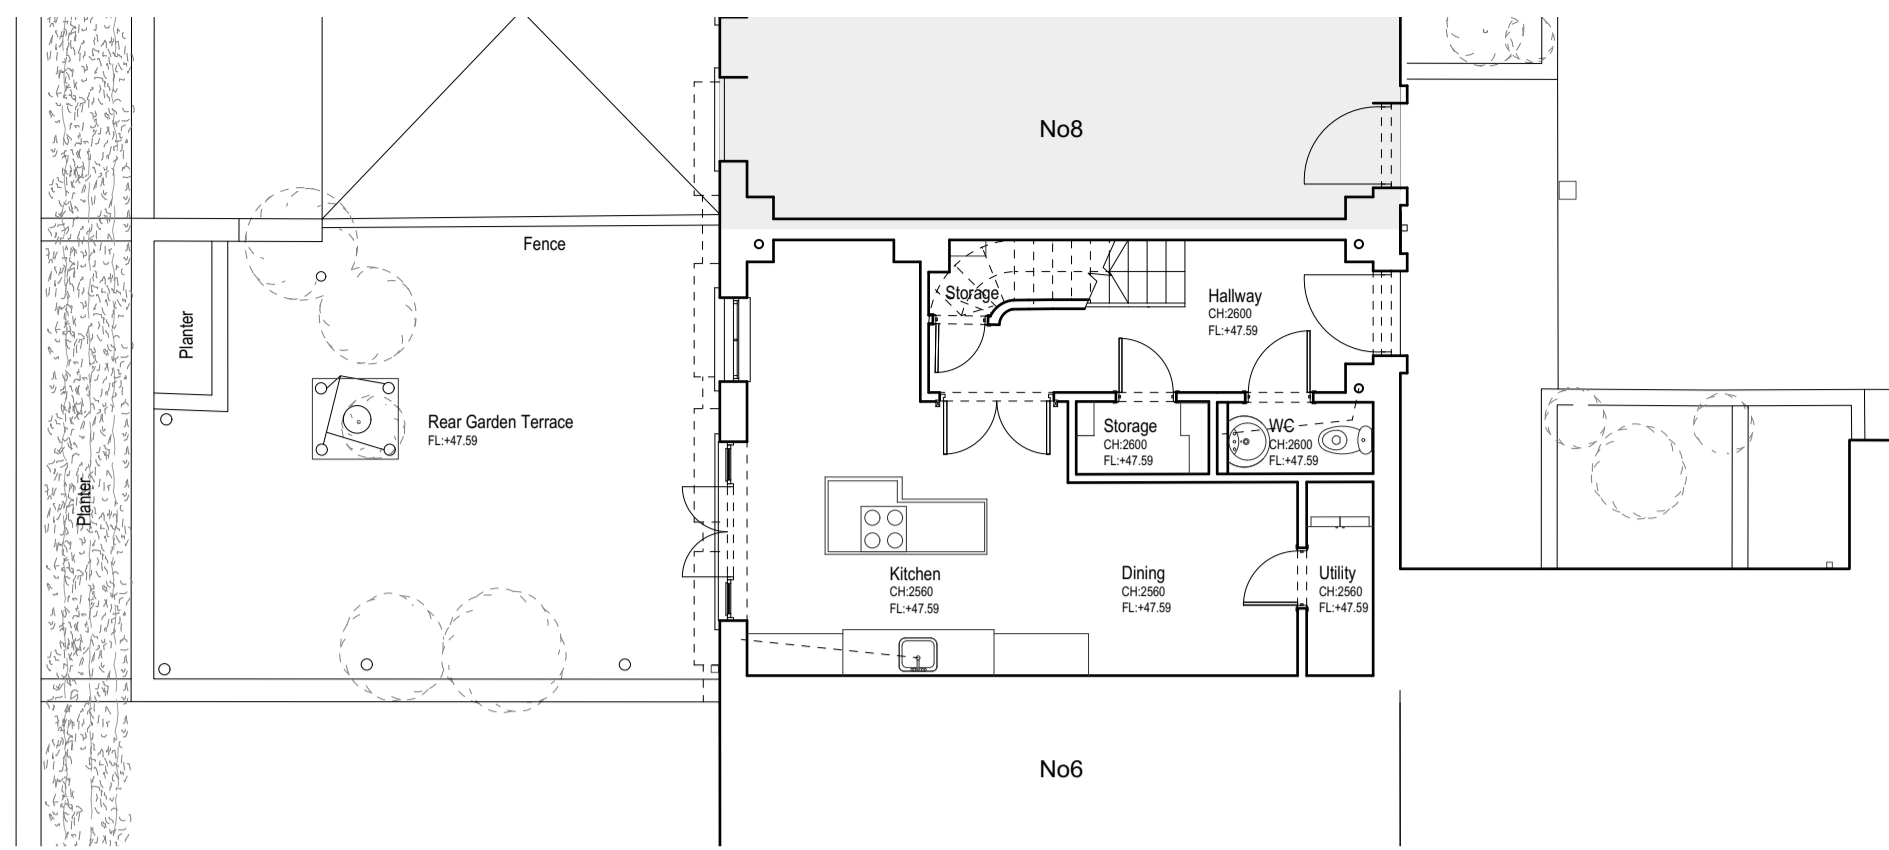 No8
Fence
Planter
Storage
Hallway
CH:2600
FL:+47.59
Rear Garden Terrace
FL:+47.59
Storage
CH:2600
FL:+47.59
WC
CH:2600
FL:+47.59
Planter
Kitchen
CH:2560
FL:+47.59
Dining
CH:2560
FL:+47.59
Utility
CH:2560
FL:+47.59
No6